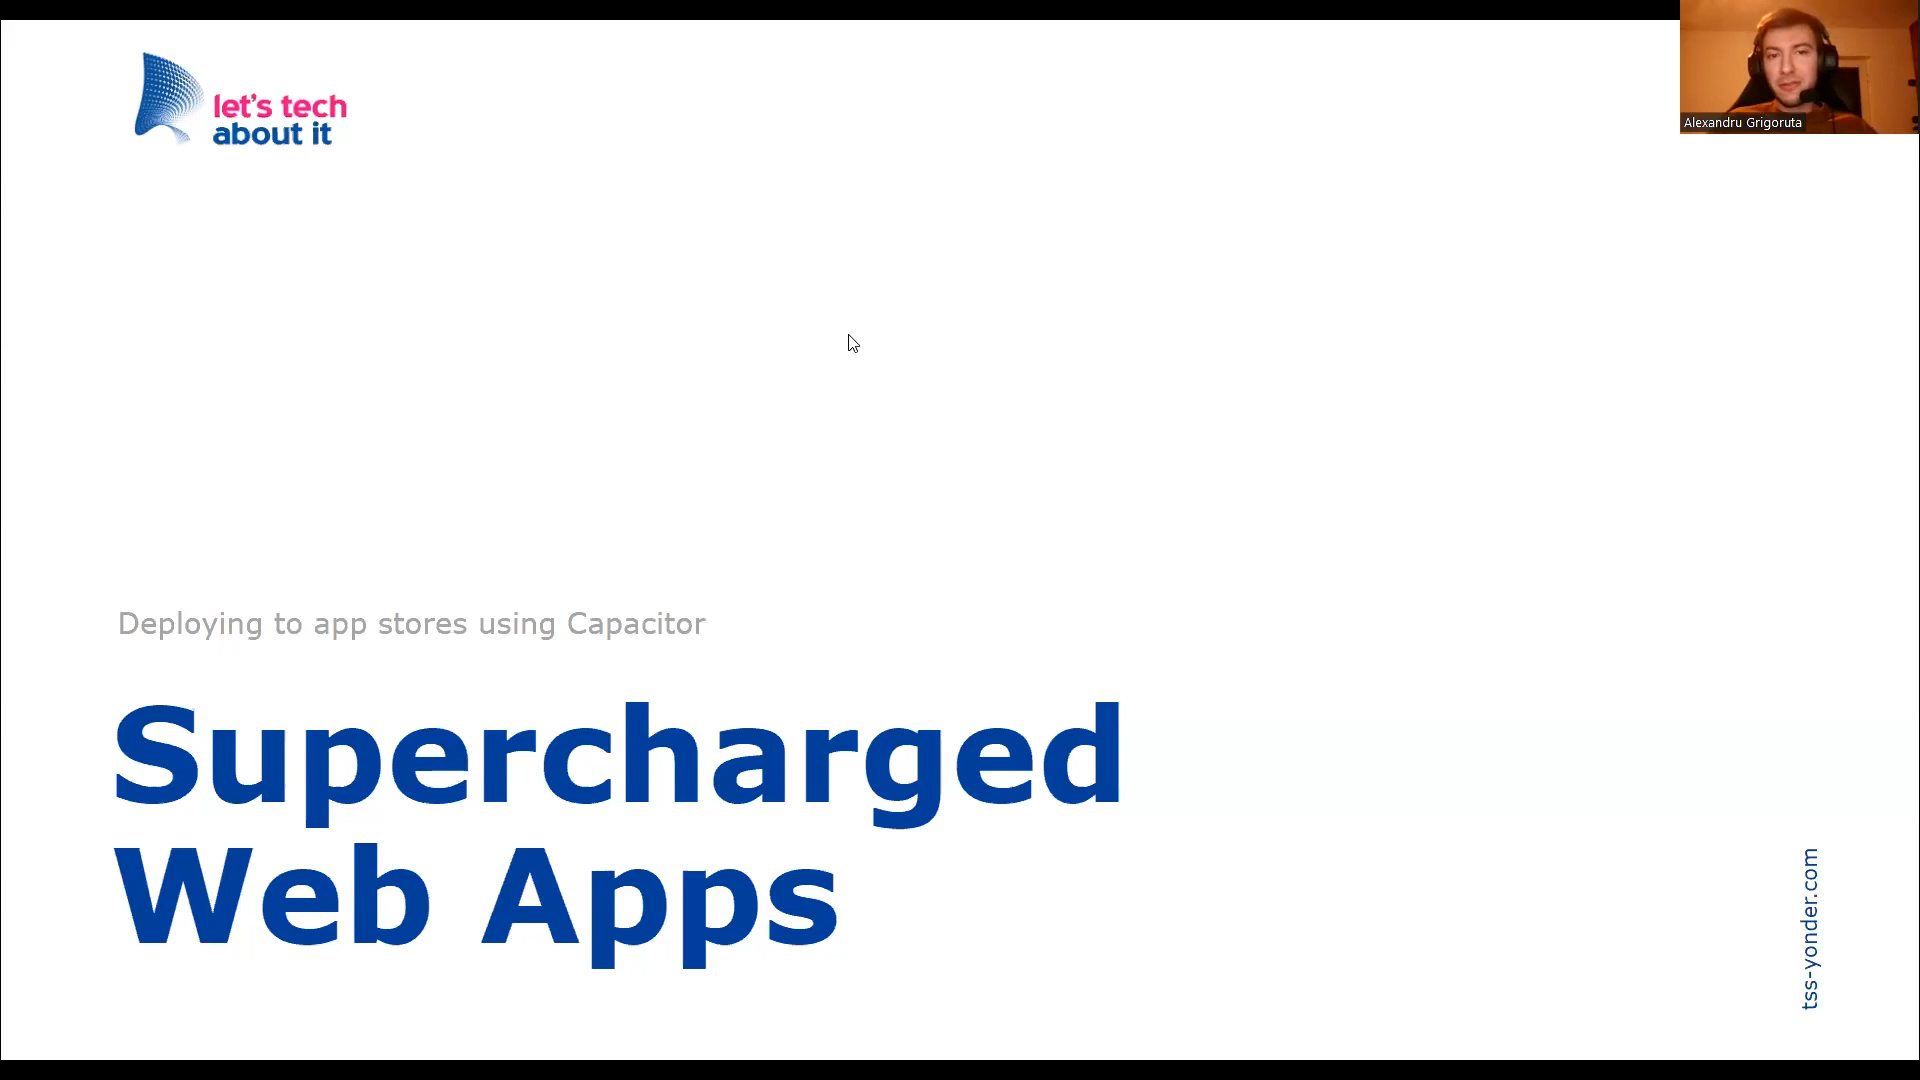 let's tech
about it
Alexandru Grigoruta
Deploying to app stores using Capacitor
Supercharged
Web Apps
tss-yonder.com